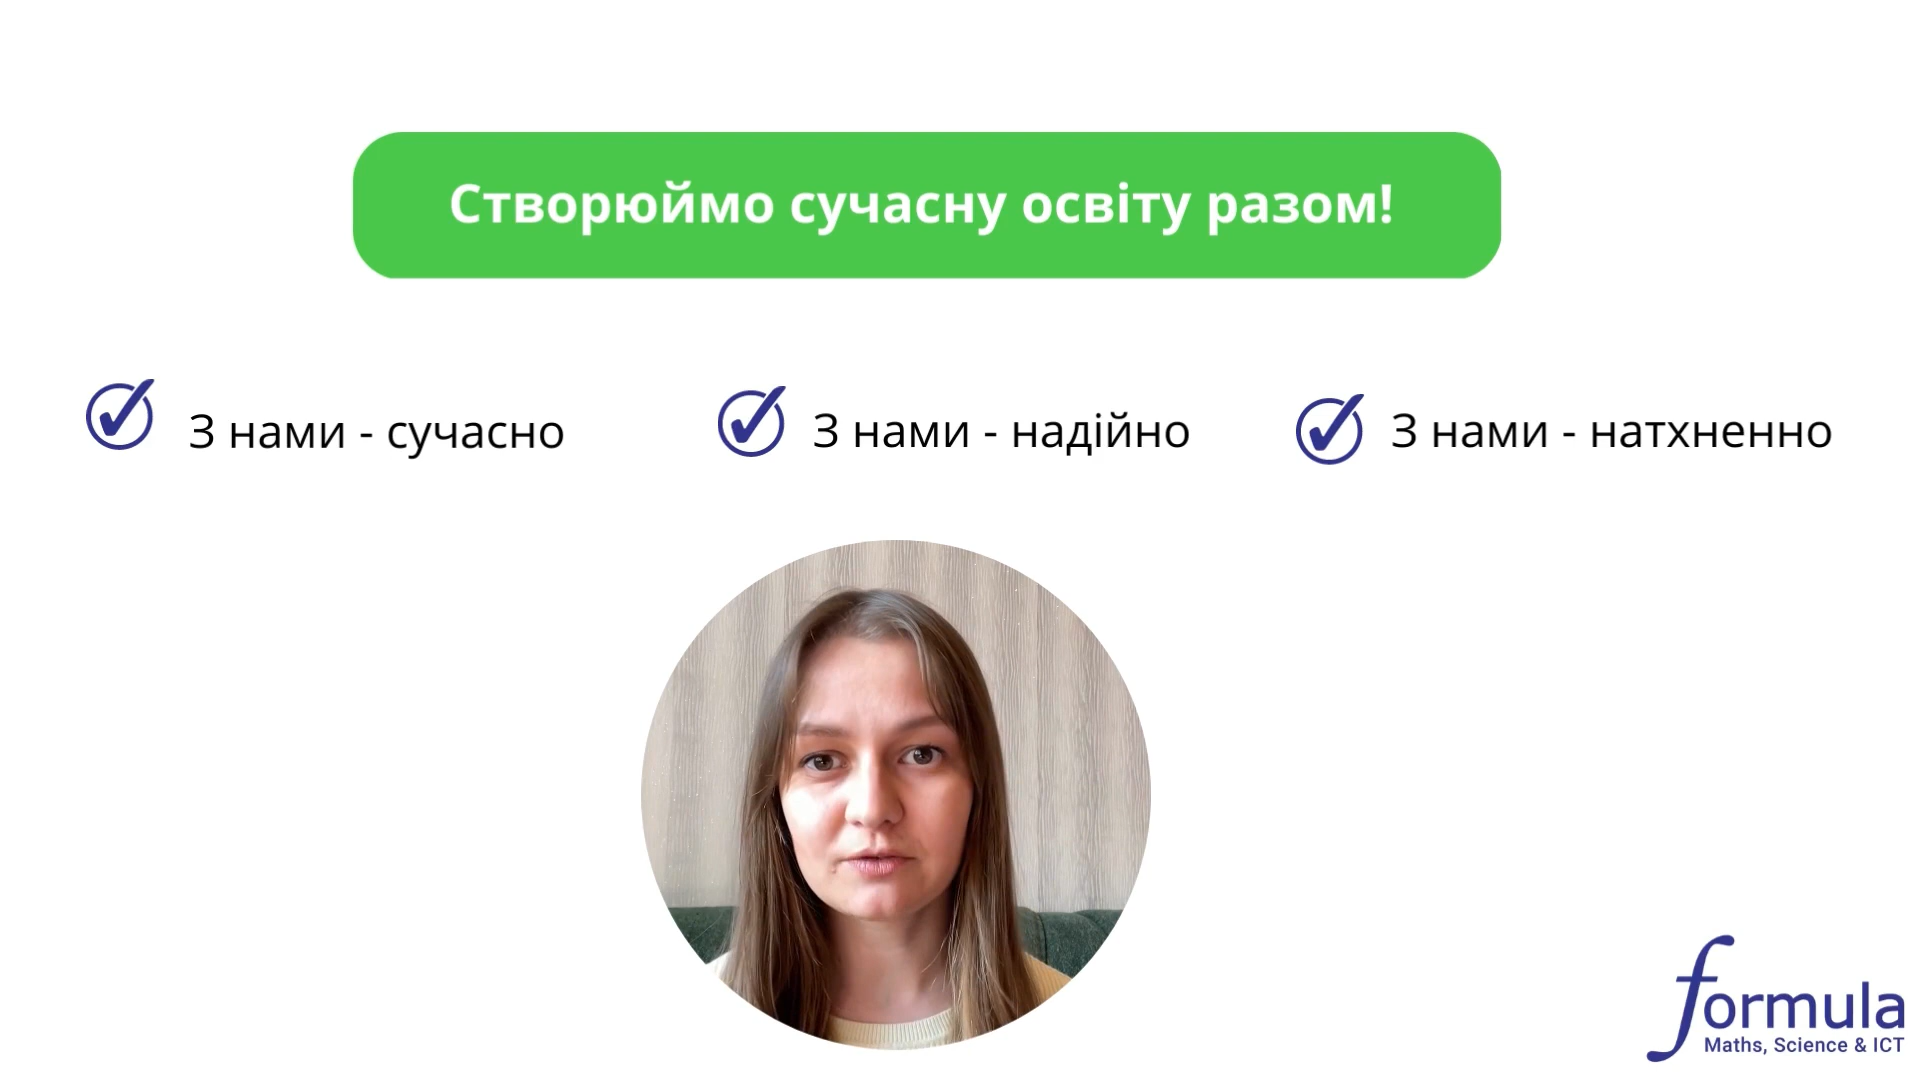 Створюймо сучасну освіту разом!
З нами - сучасно
З нами - надійно
З нами - натхненно
formula
Maths, Science & ICT